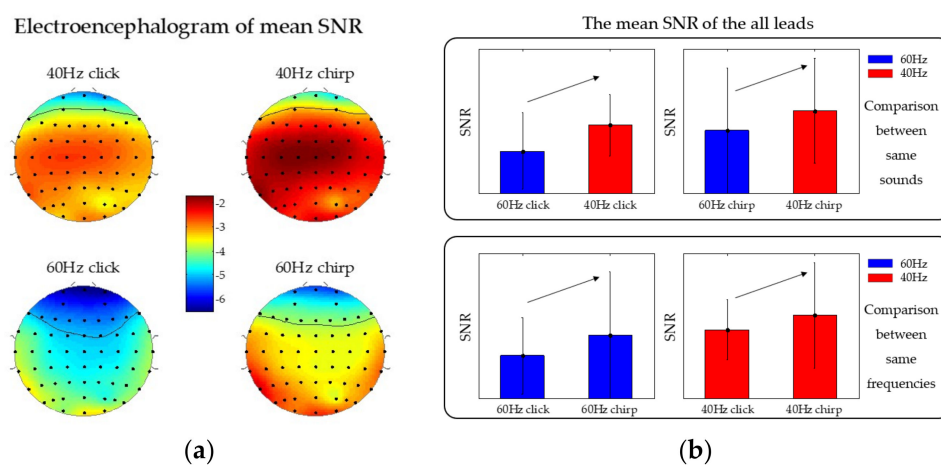 Electroencephalogram of mean SNR
40Hz click
40Hz chirp
-2
-3
-4
-5
-6
60Hz click
60Hz chirp
(a)
The mean SNR of the all leads
SNR
60Hz click
40Hz click
SNR
60Hz chirp
40Hz chirp
60Hz
40Hz
Comparison
between
same
sounds
SNR
60Hz click
60Hz chirp
SNR
40Hz click
40Hz chirp
60Hz
40Hz
Comparison
between
same
frequencies
(b)